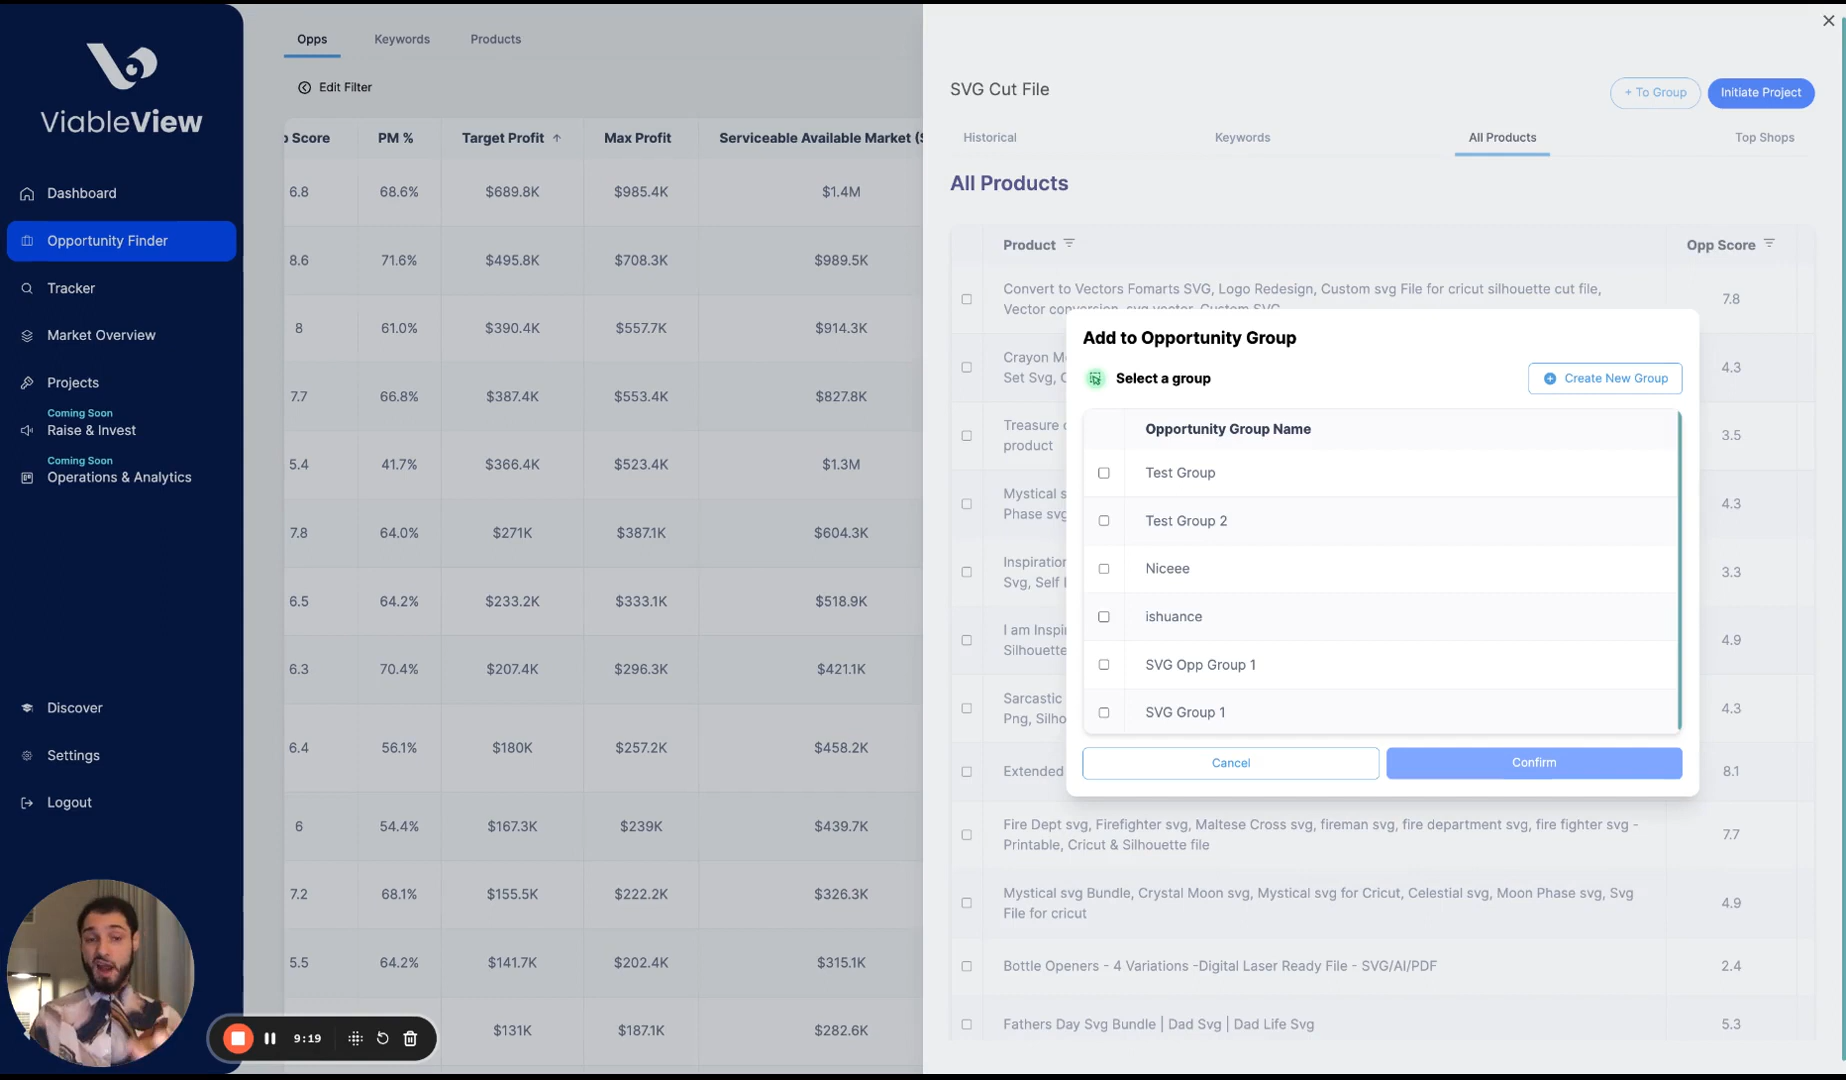 ViableView
Dashboard
Opportunity Finder
Tracker
Market Overview
Projects
Coming Soon
Raise & Invest
Coming Soon
Operations & Analytics
Discover
Settings
Logout
9:19
Opps Keywords Products
Edit Filter
Score PM % Target Profit Max Profit Serviceable Available Market
6.8 68.6% $689.8K $985.4K $1.4M
8.6 71.6% $495.8K $708.3K $989.5K
8 61.0% $390.4K $557.7K $914.3K
7.7 66.8% $387.4K $553.4K $827.8K
5.4 41.7% $366.4K $523.4K $1.3M
7.8 64.0% $271K $387.1K $604.3K
6.5 64.2% $233.2K $333.1K $518.9K
6.3 70.4% $207.4K $296.3K $421.1K
6.4 56.1% $180K $257.2K $458.2K
6 54.4% $167.3K $239K $439.7K
7.2 68.1% $155.5K $222.2K $326.3K
5.5 64.2% $141.7K $202.4K $315.1K
$131K $187.1K $282.6K
SVG Cut File
+ To Group Initiate Project
Historical Keywords All Products Top Shops
All Products
Product Opp Score
Convert to Vectors Fomarts SVG, Logo Redesign, Custom svg File for cricut silhouette cut file,
Vector conversion, svg vector, Custom SVG
7.8
Crayon
Set Svg,
4.3
Treasure
product
3.5
Mystical
Phase svg
4.3
Svg, Self
3.3
I am
Silhouette
4.9
Sarcastic
Png,
4.3
Extended
8.1
Fire Dept svg, Firefighter svg, Maltese Cross svg, fireman svg, fire department svg, fire fighter svg -
Printable, Cricut & Silhouette file
7.7
Mystical svg Bundle, Crystal Moon svg, Mystical svg for Cricut, Celestial svg, Moon Phase svg, Svg
File for cricut
4.9
Bottle Openers - 4 Variations -Digital Laser Ready File - SVG/AI/PDF
2.4
Fathers Day Svg Bundle | Dad Svg | Dad Life Svg
5.3
Add to Opportunity Group
Select a group
Create New Group
Opportunity Group Name
Test Group
Test Group 2
Niceee
ishuance
SVG Opp Group 1
SVG Group 1
Cancel Confirm